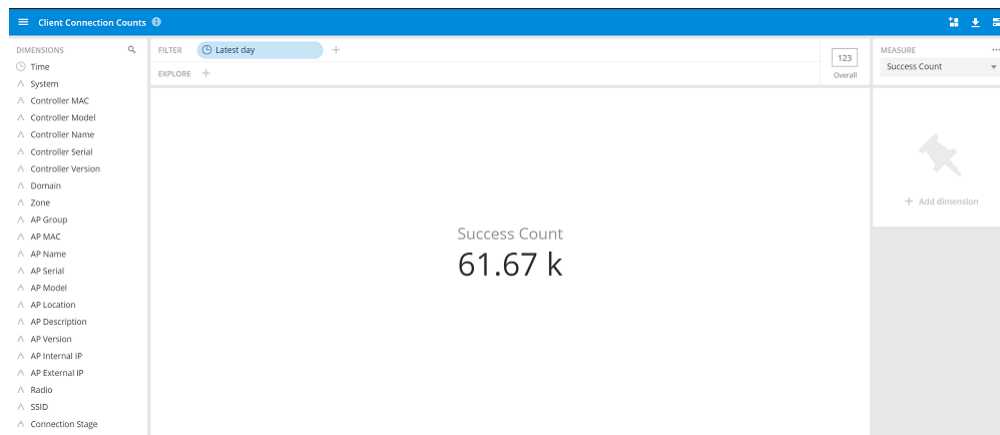 Client Connection Counts
DIMENSIONS
Time
System
Controller MAC
Controller Model
Controller Name
Controller Serial
Controller Version
Domain
Zone
AP Group
AP MAC
AP Name
AP Serial
AP Model
AP Location
AP Description
AP Version
AP Internal IP
AP External IP
Radio
SSID
Connection Stage
FILTER
Latest day
EXPLORE
123
Overall
MEASURE
Success Count
Add dimension
Success Count
61.67 k